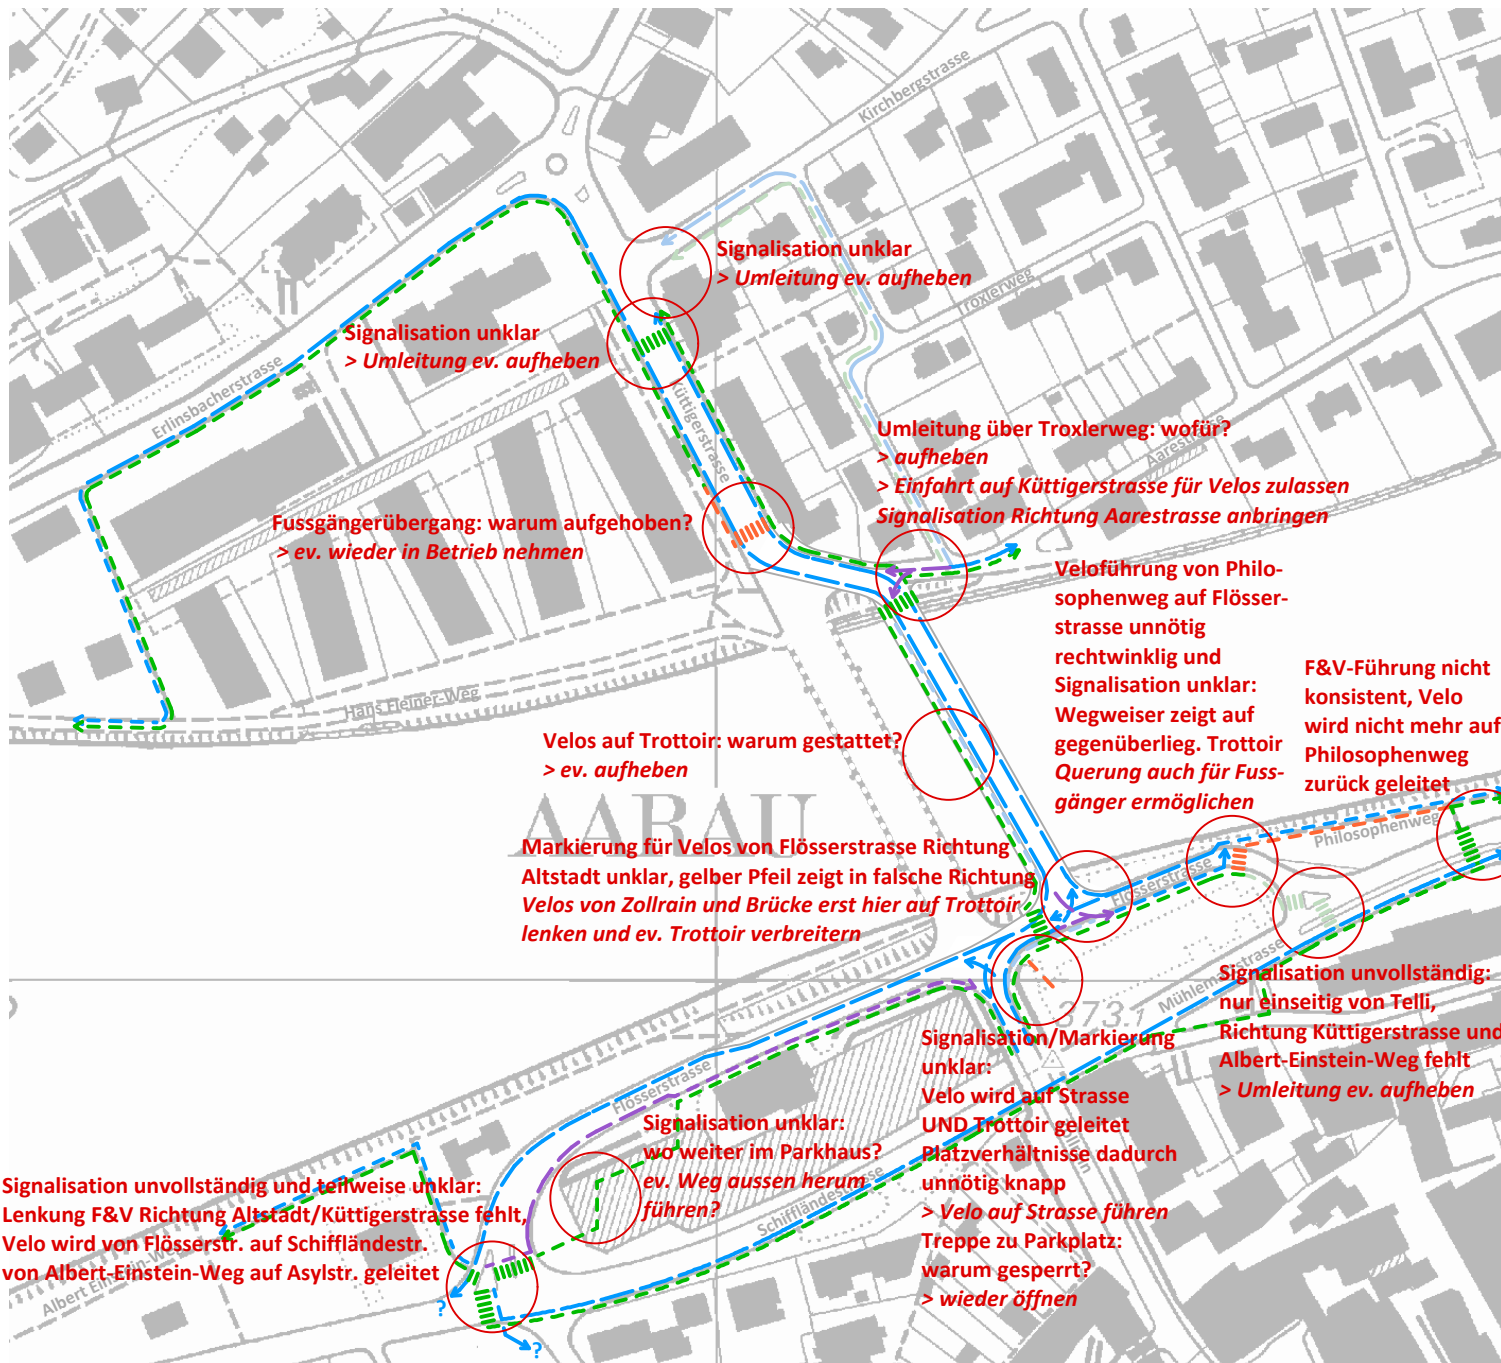 Kirchbergstrasse
Signalisation unklar
> Umleitung ev. aufheben
Troxlerweg
Signalisation unklar
> Umleitung ev. aufheben
Erlinsbacherstrasse
Küttigerstrasse
Umleitung über Troxlerweg: wofür?
> aufheben
> Einfahrt auf Küttigerstrasse für Velos zulassen
Signalisation Richtung Aarestrasse anbringen
Aarestrasse
Fussgängerübergang: warum aufgehoben?
> ev. wieder in Betrieb nehmen
Veloführung von Philo-
sophenweg auf Flösser-
strasse unnötig
rechtwinklig und
Signalisation unklar:
Wegweiser zeigt auf
gegenüberlieg. Trottoir
Querung auch für Fuss-
gänger ermöglichen
F&V-Führung nicht
konsistent, Velo
wird nicht mehr auf
Philosophenweg
zurück geleitet
Hans Fleiner-Weg
Velos auf Trottoir: warum gestattet?
> ev. aufheben
AARAU
Philosophenweg
Markierung für Velos von Flösserstrasse Richtung
Altstadt unklar, gelber Pfeil zeigt in falsche Richtung
Velos von Zollrain und Brücke erst hier auf Trottoir
lenken und ev. Trottoir verbreitern
Flösserstrasse
Mühlemattstrasse
373.1
Signalisation unvollständig:
nur einseitig von Telli,
Richtung Küttigerstrasse und
Albert-Einstein-Weg fehlt
> Umleitung ev. aufheben
Signalisation/Markierung
unklar:
Velo wird auf Strasse
UND Trottoir geleitet
Platzverhältnisse dadurch
unnötig knapp
> Velo auf Strasse führen
Treppe zu Parkplatz:
warum gesperrt?
> wieder öffnen
Flösserstrasse
Signalisation unklar:
wo weiter im Parkhaus?
ev. Weg aussen herum
führen?
Schiffländestrasse
Signalisation unvollständig und teilweise unklar:
Lenkung F&V Richtung Altstadt/Küttigerstrasse fehlt,
Velo wird von Flösserstr. auf Schiffländestr.
von Albert-Einstein-Weg auf Asylstr. geleitet
Albert Einstein-Weg
?
?